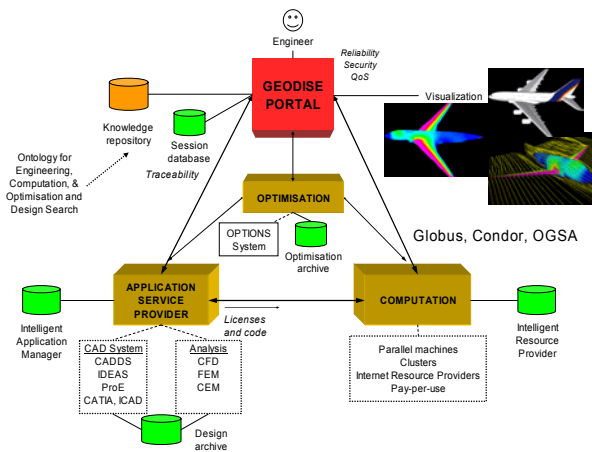 Engineer
Reliability
Security
QoS
GEODISE
PORTAL
Visualization
Knowledge
repository
Session
database
Traceability
Ontology for
Engineering,
Computation, &
Optimisation and
Design Search
OPTIMISATION
OPTIONS
System
Optimisation
archive
Globus, Condor, OGSA
APPLICATION
SERVICE
PROVIDER
COMPUTATION
Licenses
and code
Intelligent
Application
Manager
Intelligent
Resource
Provider
CAD System
CADDS
IDEAS
ProE
CATIA, ICAD
Analysis
CFD
FEM
CEM
Parallel machines
Clusters
Internet Resource Providers
Pay-per-use
Design
archive